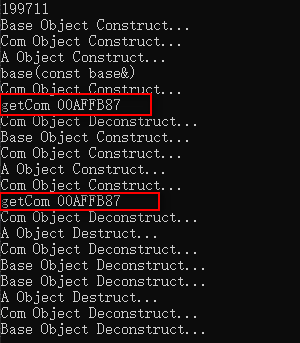 199711
Base Object Construct...
Com Object Construct...
A Object Construct...
base(const base&)
Com Object Construct...
getCom 00AFFB87
Com Object Deconstruct...
Base Object Construct...
Com Object Construct...
A Object Construct...
Com Object Construct...
getCom 00AFFB87
Com Object Deconstruct...
A Object Destruct...
Com Object Deconstruct...
Base Object Deconstruct...
Base Object Deconstruct...
A Object Destruct...
Com Object Deconstruct...
Base Object Deconstruct...